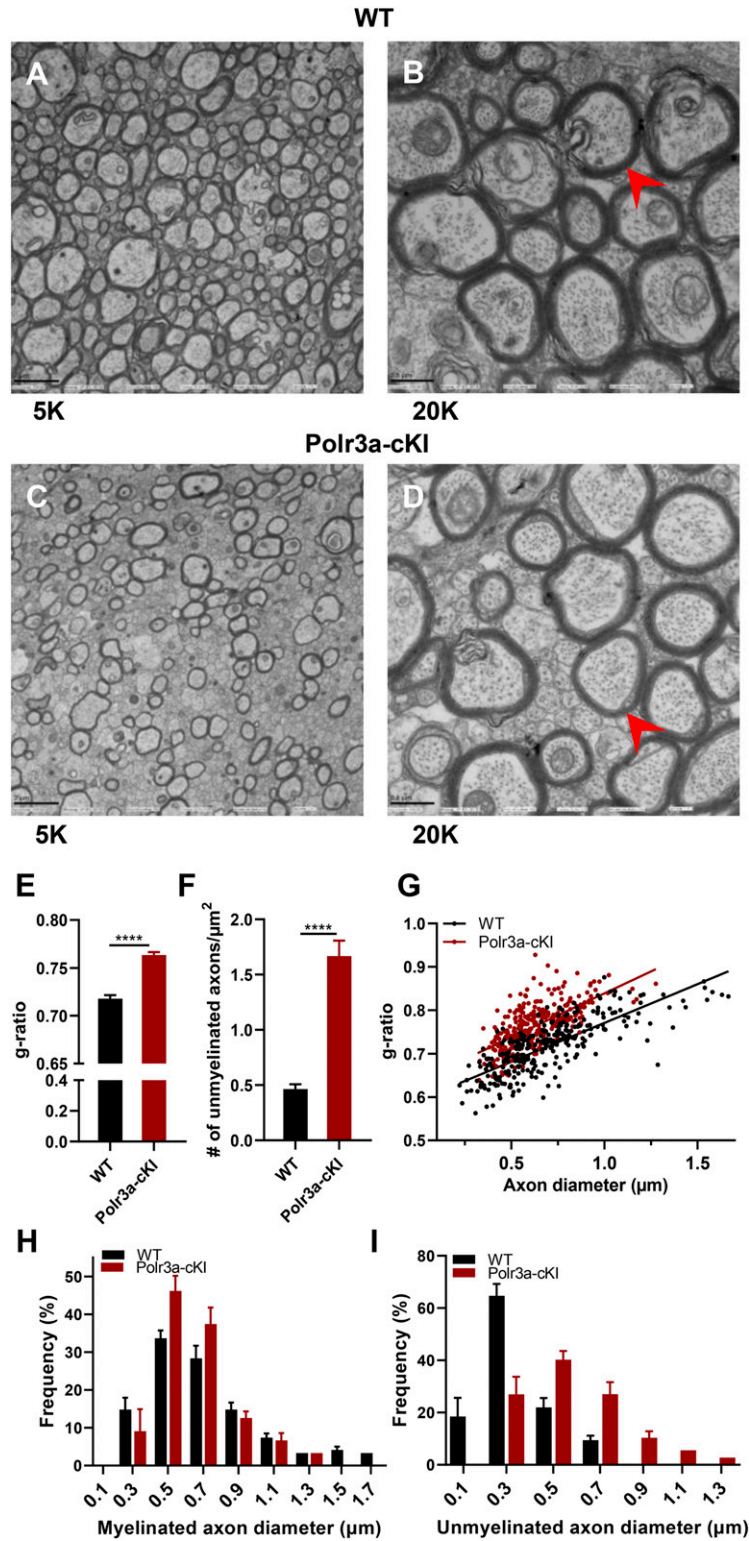 WT
A
B
5K
20K
Polr3a-cKI
C
D
5K
20K
E
F
G
g-ratio
0.80
0.75
0.70
0.65
0.4
0.2
0.0
****
WT
Polr3a-cKI
# of unmyelinated axons/µm²
2.0
1.5
1.0
0.5
0.0
****
WT
Polr3a-cKI
g-ratio
1.0
0.9
0.8
0.7
0.6
0.5
WT
Polr3a-cKI
0.5 1.0 1.5
Axon diameter (µm)
H
I
WT
Polr3a-cKI
Frequency (%)
50
40
30
20
10
0
0.1 0.3 0.5 0.7 0.9 1.1 1.3 1.5 1.7
Myelinated axon diameter (µm)
WT
Polr3a-cKI
Frequency (%)
80
60
40
20
0
0.1 0.3 0.5 0.7 0.9 1.1 1.3
Unmyelinated axon diameter (µm)